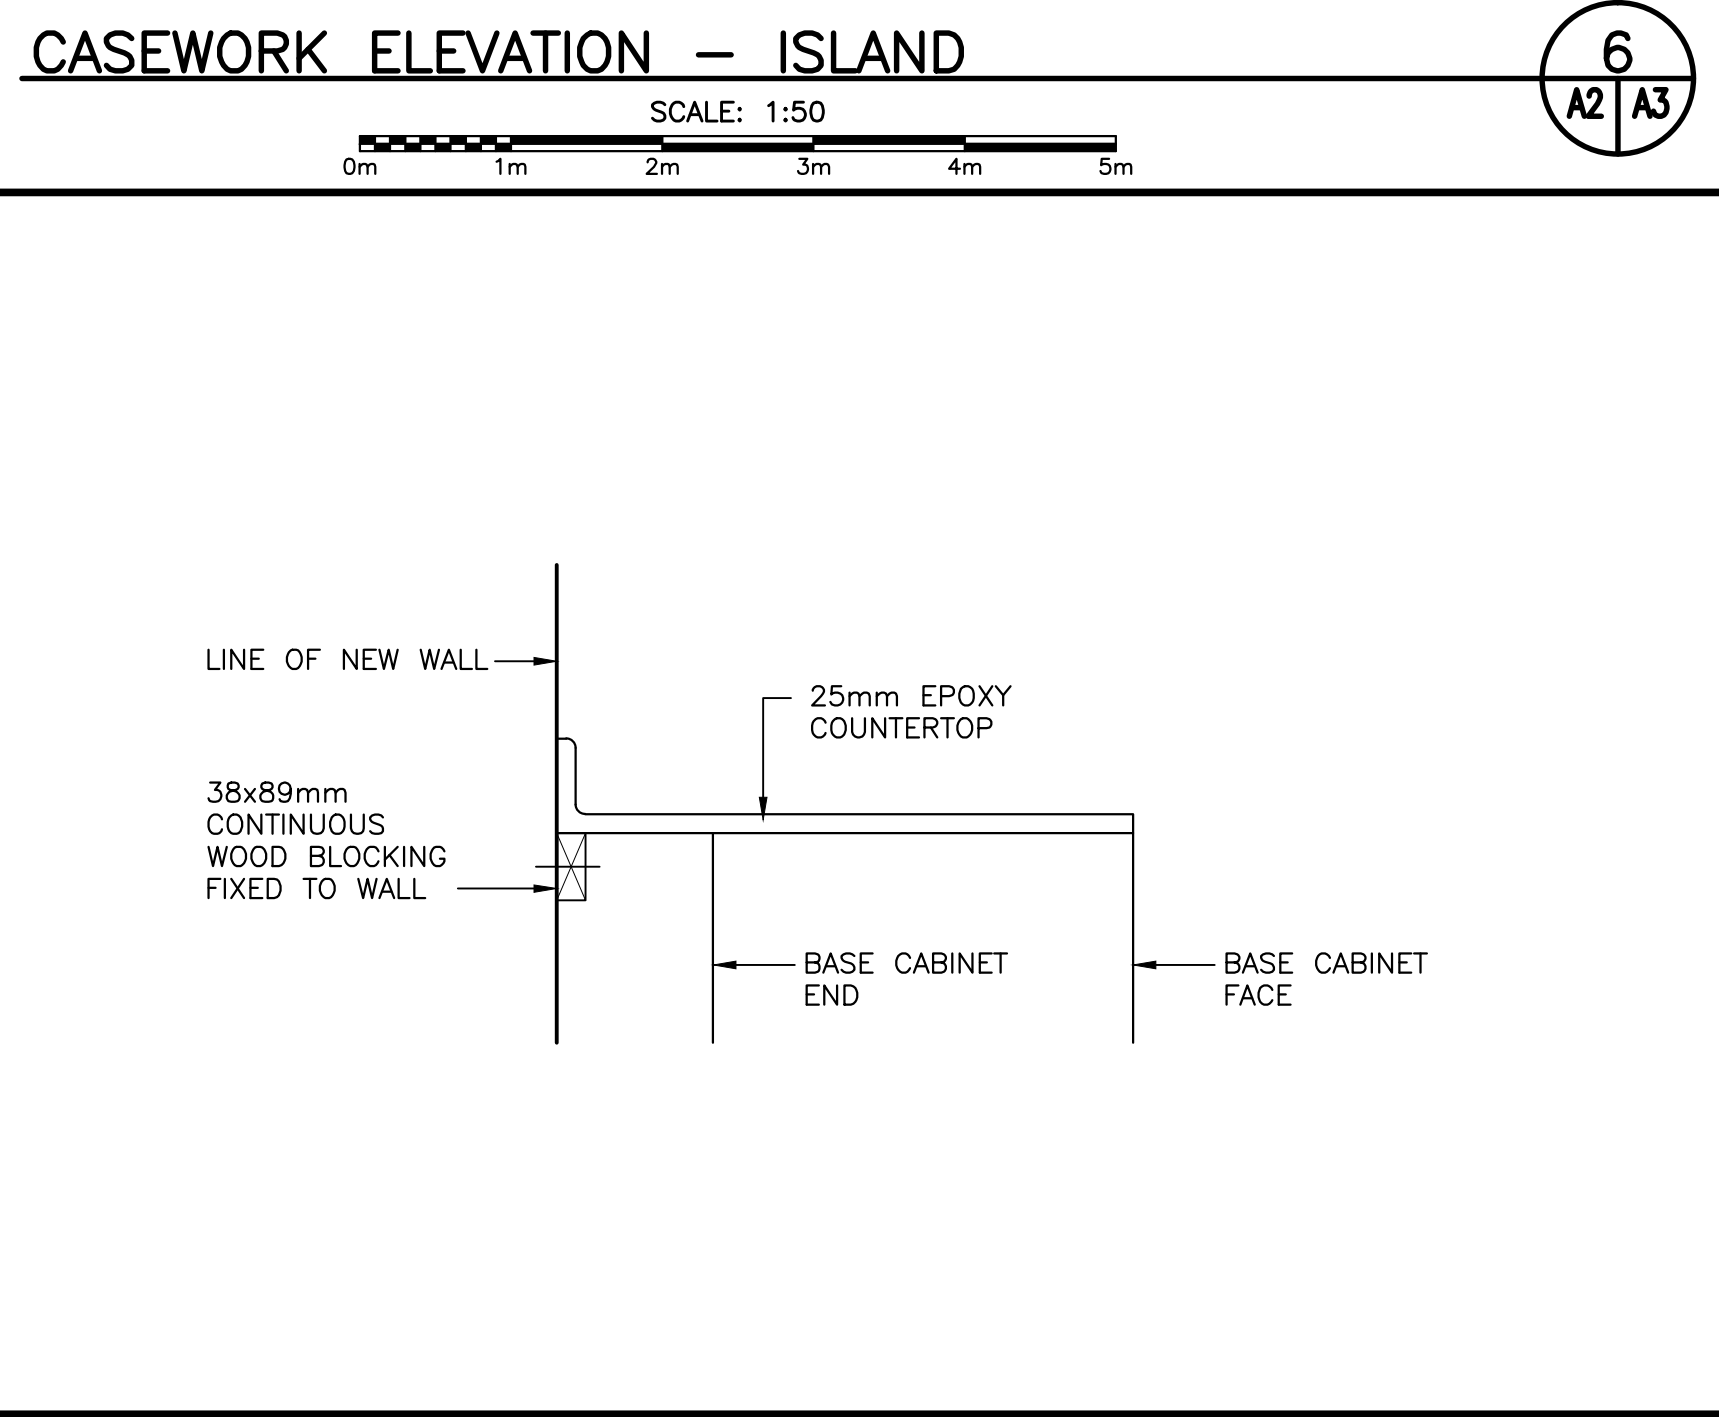 CASEWORK ELEVATION – ISLAND
6
A2 A3
SCALE: 1:50
0m 1m 2m 3m 4m 5m
LINE OF NEW WALL
25mm EPOXY
COUNTERTOP
38x89mm
CONTINUOUS
WOOD BLOCKING
FIXED TO WALL
BASE CABINET
END
BASE CABINET
FACE